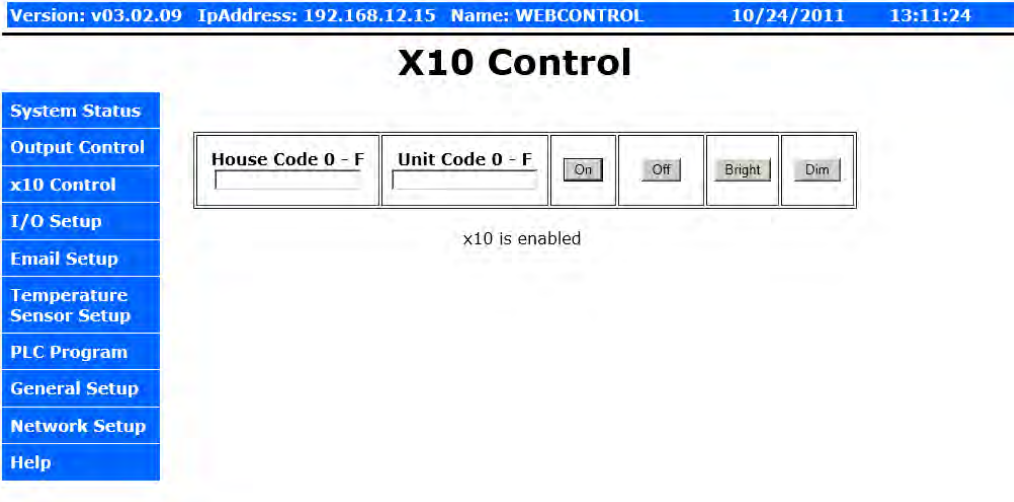 Version: v03.02.09 IpAddress: 192.168.12.15 Name: WEBCONTROL 10/24/2011 13:11:24
X10 Control
System Status
Output Control
x10 Control
I/O Setup
Email Setup
Temperature
Sensor Setup
PLC Program
General Setup
Network Setup
Help
House Code 0 - F Unit Code 0 - F On Off Bright Dim
x10 is enabled